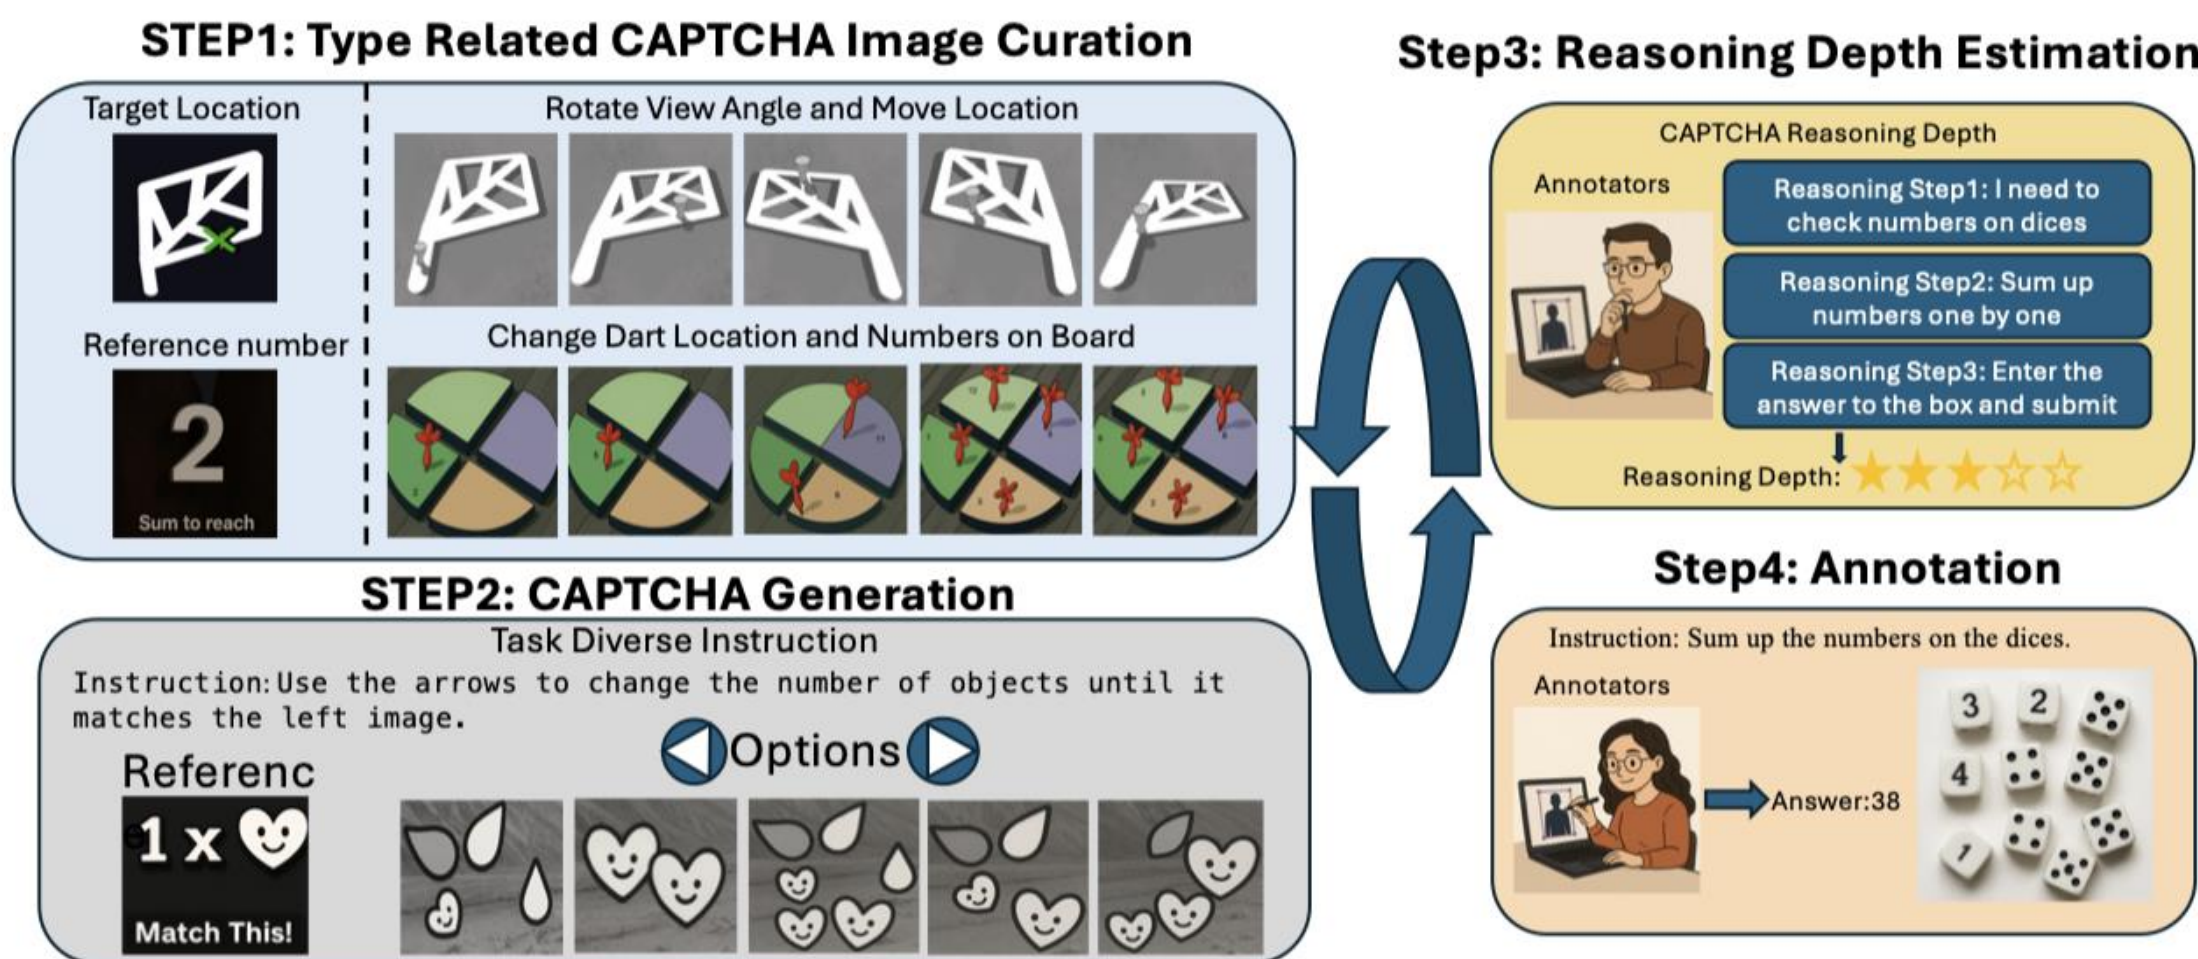 STEP1: Type Related CAPTCHA Image Curation
Target Location
Rotate View Angle and Move Location
Reference number
2
Sum to reach
Change Dart Location and Numbers on Board
STEP2: CAPTCHA Generation
Task Diverse Instruction
Instruction: Use the arrows to change the number of objects until it
matches the left image.
Referenc
e
1 x
Match This!
Options
Step3: Reasoning Depth Estimation
CAPTCHA Reasoning Depth
Annotators
Reasoning Step1: I need to
check numbers on dices
Reasoning Step2: Sum up
numbers one by one
Reasoning Step3: Enter the
answer to the box and submit
Reasoning Depth:
Step4: Annotation
Instruction: Sum up the numbers on the dices.
Annotators
Answer:38
3 2
4
1